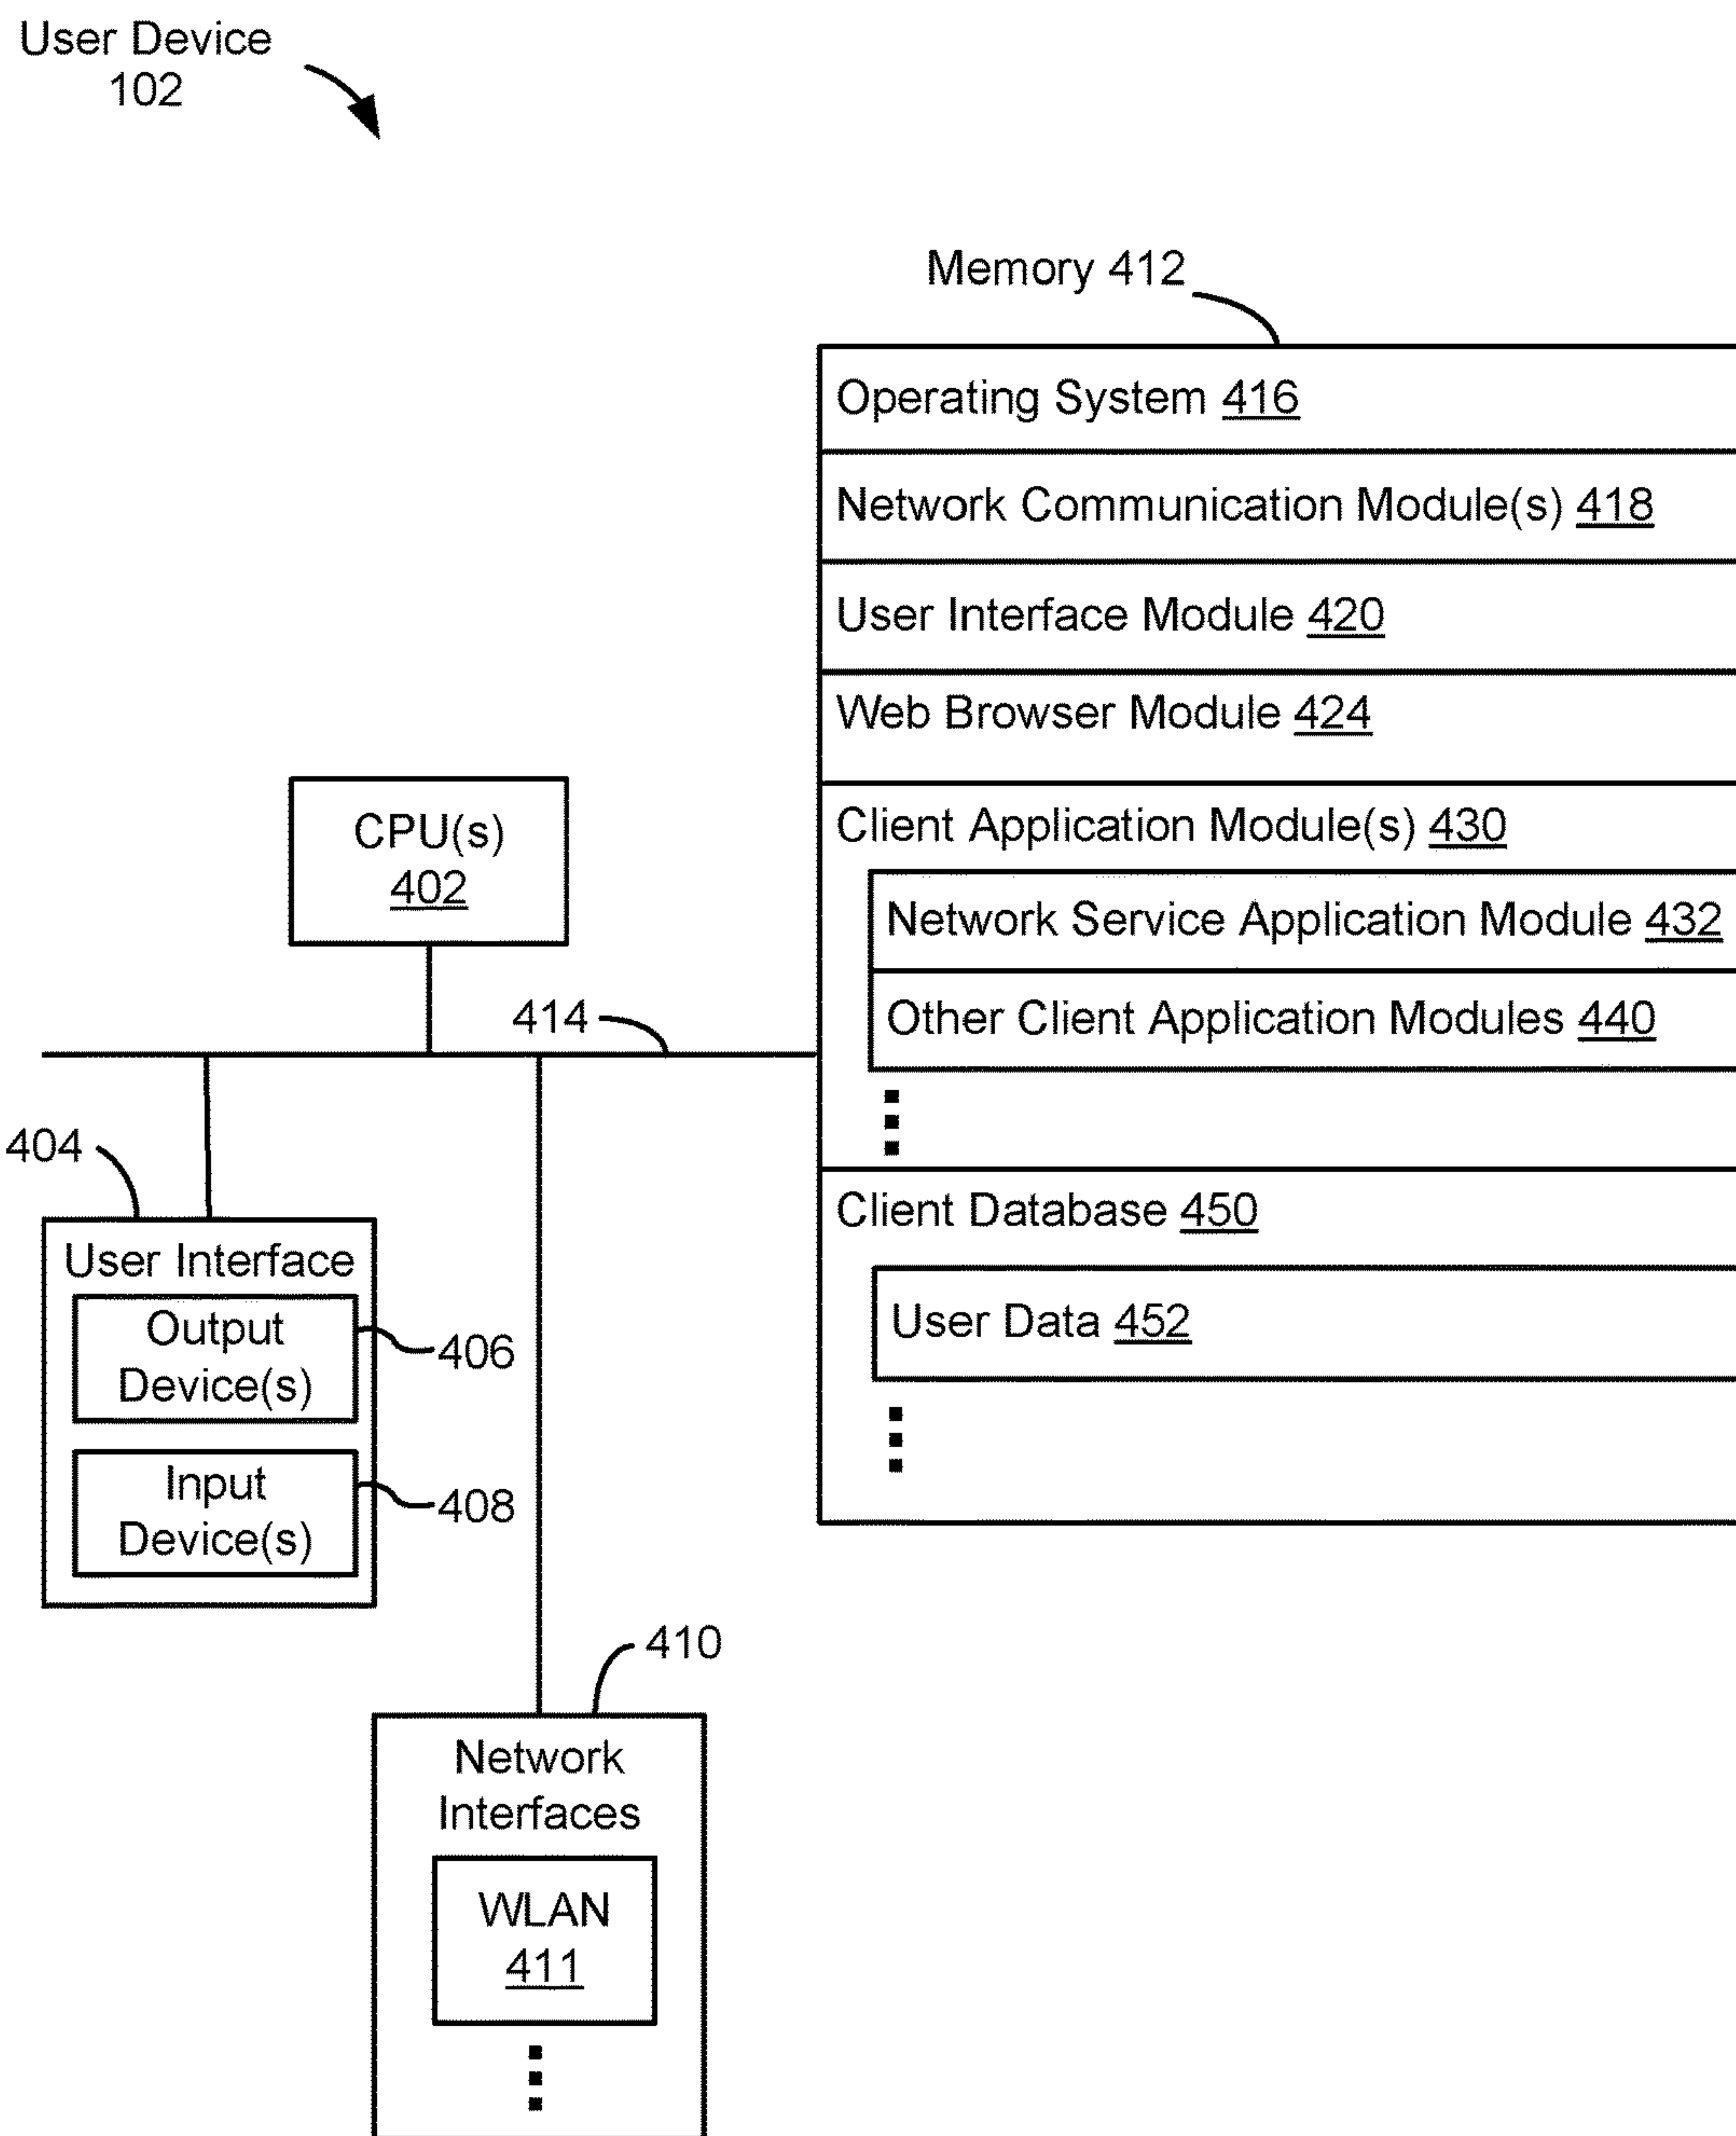 User Device
102
Memory 412
Operating System 416
Network Communication Module(s) 418
User Interface Module 420
Web Browser Module 424
Client Application Module(s) 430
Network Service Application Module 432
Other Client Application Modules 440
Client Database 450
User Data 452
CPU(s)
402
414
404
User Interface
Output
Device(s)
406
Input
Device(s)
408
410
Network
Interfaces
WLAN
411